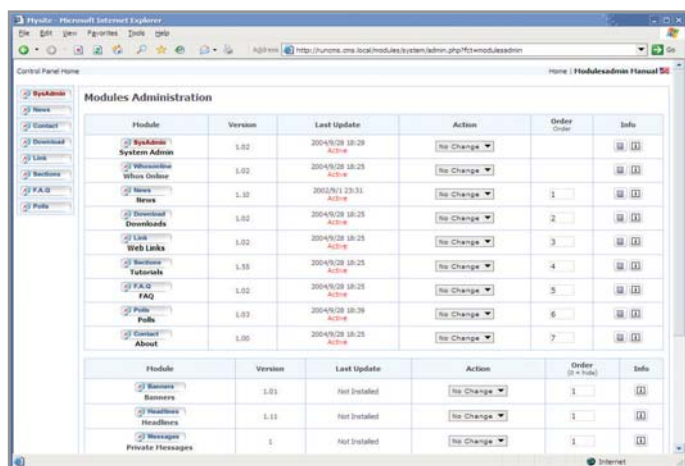 Mysite - Microsoft Internet Explorer
File Edit View Favorites Tools Help
Address http://runcms.cms.local/modules/system/admin.php?fct=modulesadmin Go
Control Panel Home Home | Modulesadmin Manual
SysAdmin
News
Contact
Download
Link
Sections
F.A.Q
Polls
Modules Administration
Module Version Last Update Action Order Info
Order
SysAdmin
System Admin 1.02 2004/9/28 18:28 Active No Change
Whosonline
Whos Online 1.02 2004/9/28 18:25 Active No Change
News
News 1.10 2002/9/1 23:31 Active No Change 1
Download
Downloads 1.02 2004/9/28 18:25 Active No Change 2
Link
Web Links 1.02 2004/9/28 18:25 Active No Change 3
Sections
Tutorials 1.55 2004/9/28 18:25 Active No Change 4
F.A.Q
FAQ 1.02 2004/9/28 18:25 Active No Change 5
Polls
Polls 1.03 2004/9/28 18:39 Active No Change 6
Contact
About 1.00 2004/9/28 18:25 Active No Change 7
Module Version Last Update Action Order Info
(0 = hide)
Banners
Banners 1.01 Not Installed No Change 1
Headlines
Headlines 1.11 Not Installed No Change 1
Messages
Private Messages 1 Not Installed No Change 1
Internet